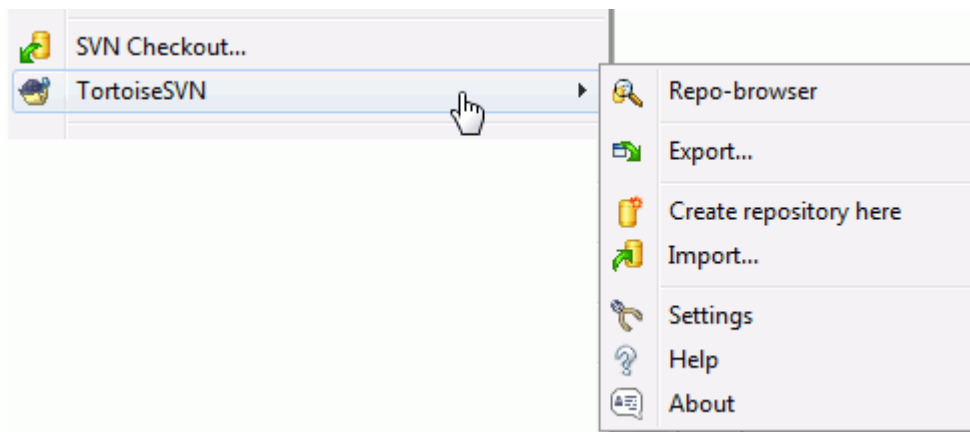 SVN Checkout...
TortoiseSVN
Repo-browser
Export...
Create repository here
Import...
Settings
Help
About